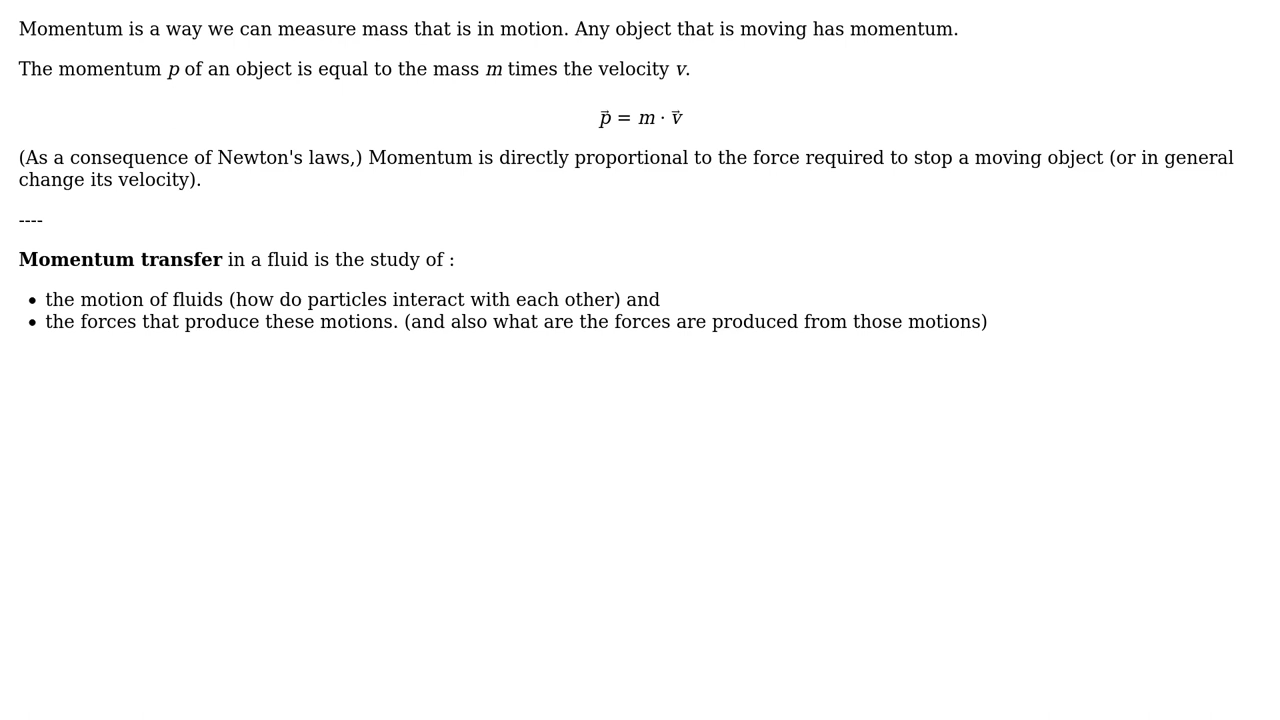 Momentum is a way we can measure mass that is in motion. Any object that is moving has momentum.
The momentum p of an object is equal to the mass m times the velocity v.
p⃗ = m · v⃗
(As a consequence of Newton's laws,) Momentum is directly proportional to the force required to stop a moving object (or in general
change its velocity).
----
Momentum transfer in a fluid is the study of :
• the motion of fluids (how do particles interact with each other) and
• the forces that produce these motions. (and also what are the forces are produced from those motions)